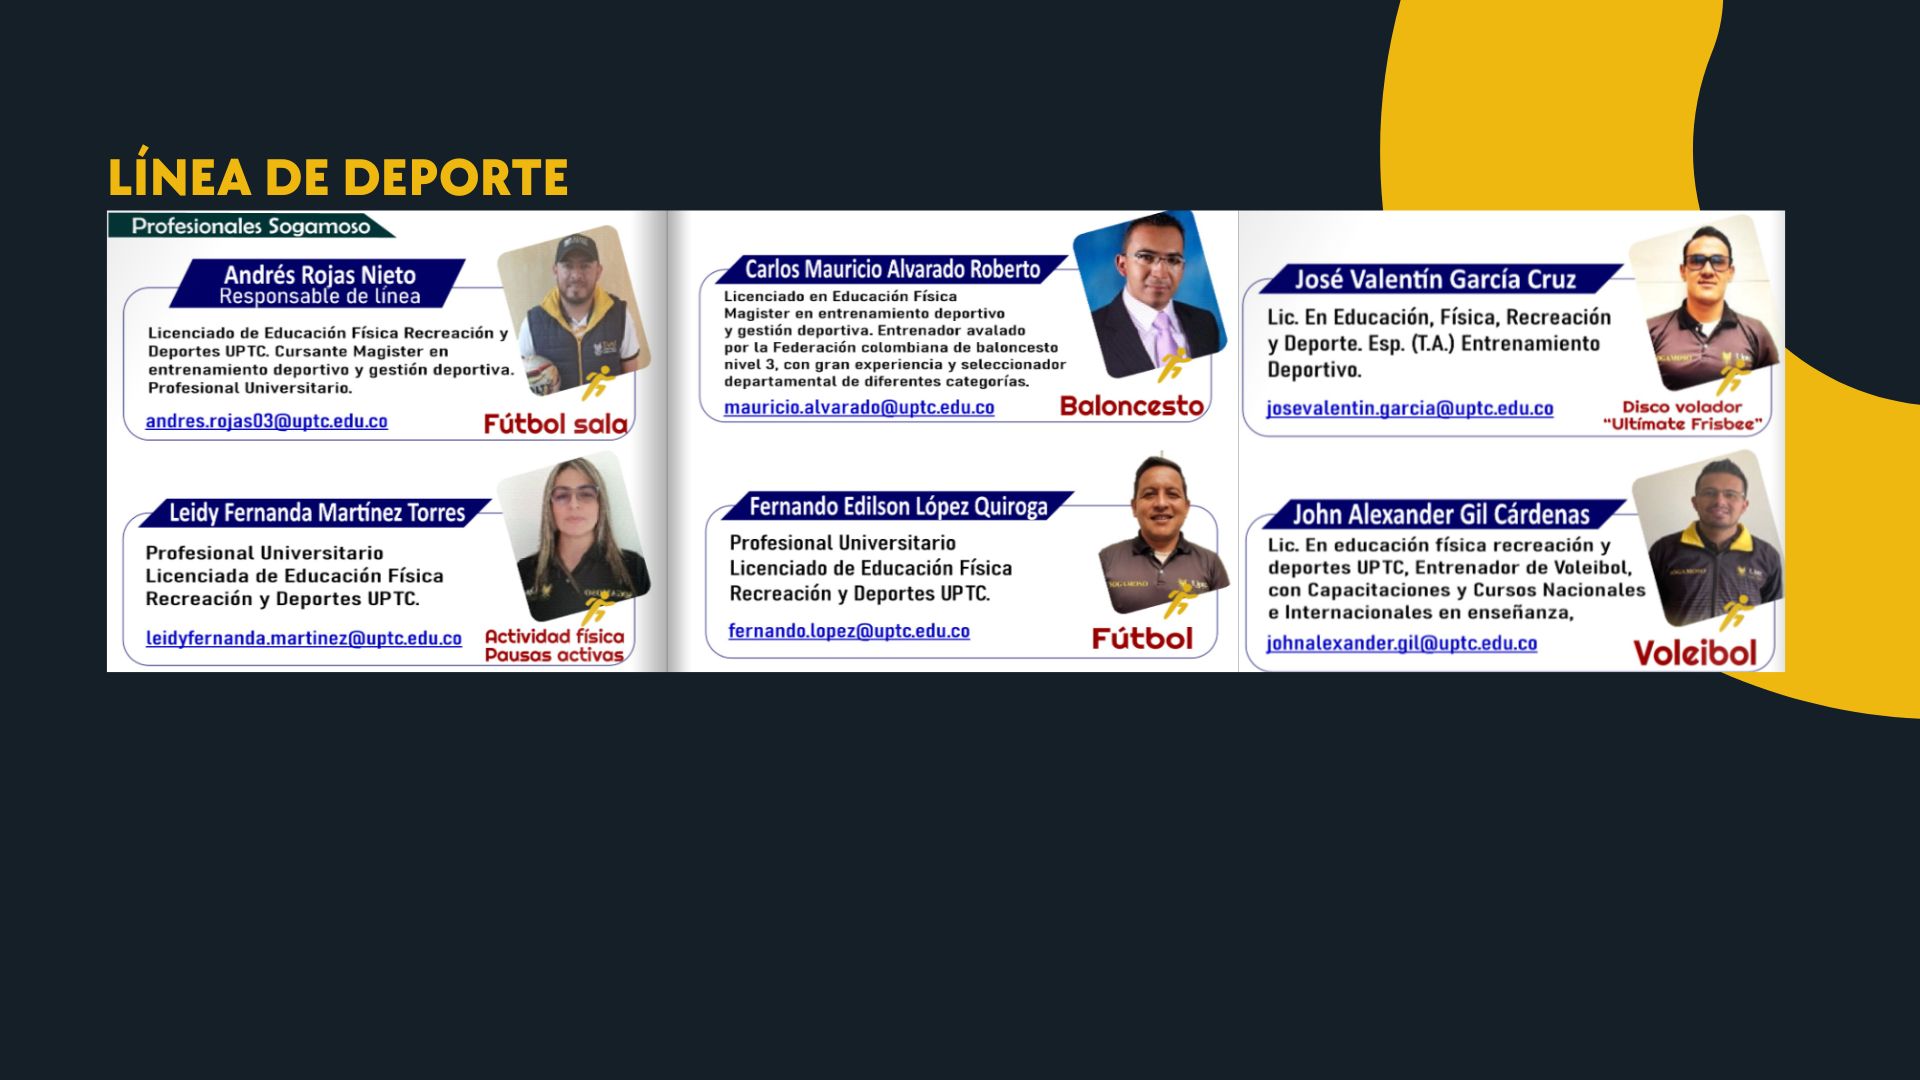 LÍNEA DE DEPORTE
Profesionales Sogamoso
Andrés Rojas Nieto
Responsable de línea
Licenciado de Educación Física Recreación y
Deportes UPTC. Cursante Magister en
entrenamiento deportivo y gestión deportiva.
Profesional Universitario.
andres.rojas03@uptc.edu.co
Fútbol sala
Leidy Fernanda Martínez Torres
Profesional Universitario
Licenciada de Educación Física
Recreación y Deportes UPTC.
leidyfernanda.martinez@uptc.edu.co
Actividad física
Pausas activas
Carlos Mauricio Alvarado Roberto
Licenciado en Educación Física
Magister en entrenamiento deportivo
y gestión deportiva. Entrenador avalado
por la Federación colombiana de baloncesto
nivel 3, con gran experiencia y seleccionador
departamental de diferentes categorías.
mauricio.alvarado@uptc.edu.co
Baloncesto
Fernando Edilson López Quiroga
Profesional Universitario
Licenciado de Educación Física
Recreación y Deportes UPTC.
fernando.lopez@uptc.edu.co
SOGAMOSO
Fútbol
José Valentín García Cruz
Lic. En Educación, Física, Recreación
y Deporte. Esp. (T.A.) Entrenamiento
Deportivo.
josevalentin.garcia@uptc.edu.co
Disco volador
“Ultímate Frisbee”
John Alexander Gil Cárdenas
Lic. En educación física recreación y
deportes UPTC, Entrenador de Voleibol,
con Capacitaciones y Cursos Nacionales
e Internacionales en enseñanza,
johnalexander.gil@uptc.edu.co
Voleibol